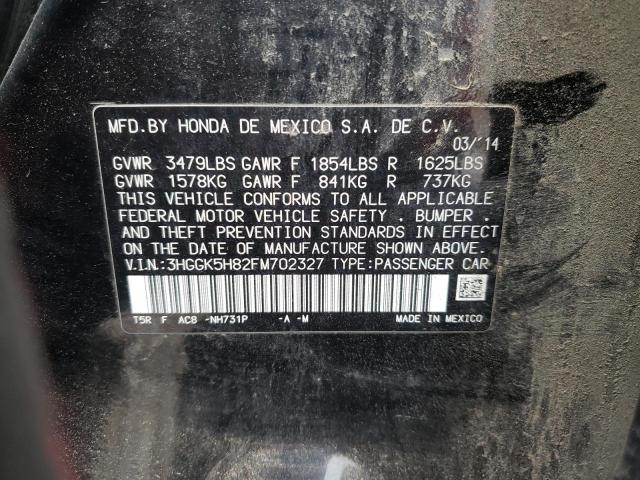 MFD.BY HONDA DE MEXICO S.A. DE C.V.
03/'14
GVWR 3479LBS GAWR F 1854LBS R 1625LBS
GVWR 1578KG GAWR F 841KG R 737KG
THIS VEHICLE CONFORMS TO ALL APPLICABLE
FEDERAL MOTOR VEHICLE SAFETY . BUMPER .
AND THEFT PREVENTION STANDARDS IN EFFECT
ON THE DATE OF MANUFACTURE SHOWN ABOVE.
V.I.N.:3HGGK5H82FM702327 TYPE:PASSENGER CAR
T5R F AC8 -NH731P -A -M MADE IN MEXICO